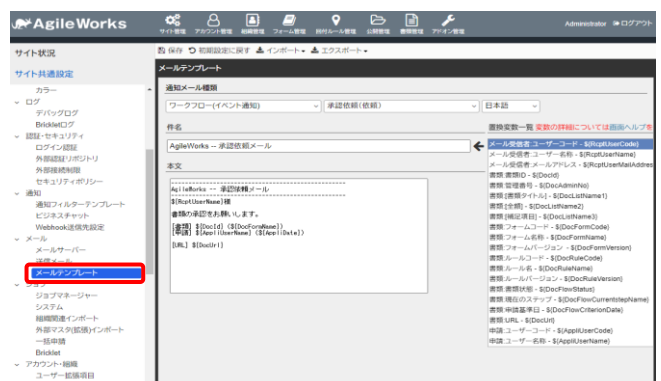 AgileWorks
サイト管理 アカウント管理 組織管理 フォーム管理 回付ルール管理 公開管理 書類管理 アドオン管理
Administrator ログアウト
サイト状況
サイト共通設定
カラー
ログ
デバッグログ
Brickletログ
認証・セキュリティ
ログイン認証
外部認証リポジトリ
外部接続制限
セキュリティポリシー
通知
通知フィルターテンプレート
ビジネスチャット
Webhook送信先設定
メール
メールサーバー
送信メール
メールテンプレート
ジョブ
ジョブマネージャー
システム
組織関連インポート
外部マスタ(拡張)インポート
一括申請
Bricklet
アカウント・組織
ユーザー拡張項目
保存 初期設定に戻す インポート エクスポート
メールテンプレート
通知メール種類
ワークフロー(イベント通知) 承認依頼(依頼) 日本語
件名
AgileWorks -- 承認依頼メール
本文
------------------------------------------------
AgileWorks -- 承認依頼メール
------------------------------------------------
${RcptUserName}様
書類の承認をお願いします。
[書類] ${DocId} (${DocFormName})
[申請] ${AppliUserName} (${AppliDate})
[URL] ${DocUrl}
置換変数一覧 変数の詳細については画面ヘルプを
メール受信者:ユーザーコード - ${RcptUserCode}
メール受信者:ユーザー名称 - ${RcptUserName}
メール受信者:メールアドレス - ${RcptUserMailAddres
書類:書類ID - ${DocId}
書類:管理番号 - ${DocAdminNo}
書類:[書類タイトル] - ${DocListName1}
書類:[金額] - ${DocListName2}
書類:[補足項目] - ${DocListName3}
書類:フォームコード - ${DocFormCode}
書類:フォーム名称 - ${DocFormName}
書類:フォームバージョン - ${DocFormVersion}
書類:ルールコード - ${DocRuleCode}
書類:ルール名 - ${DocRuleName}
書類:ルールバージョン - ${DocRuleVersion}
書類:書類状態 - ${DocFlowStatus}
書類:現在のステップ - ${DocFlowCurrentstepName}
書類:申請基準日 - ${DocFlowCriterionDate}
書類:URL - ${DocUrl}
申請:ユーザーコード - ${AppliUserCode}
申請:ユーザー名称 - ${AppliUserName}